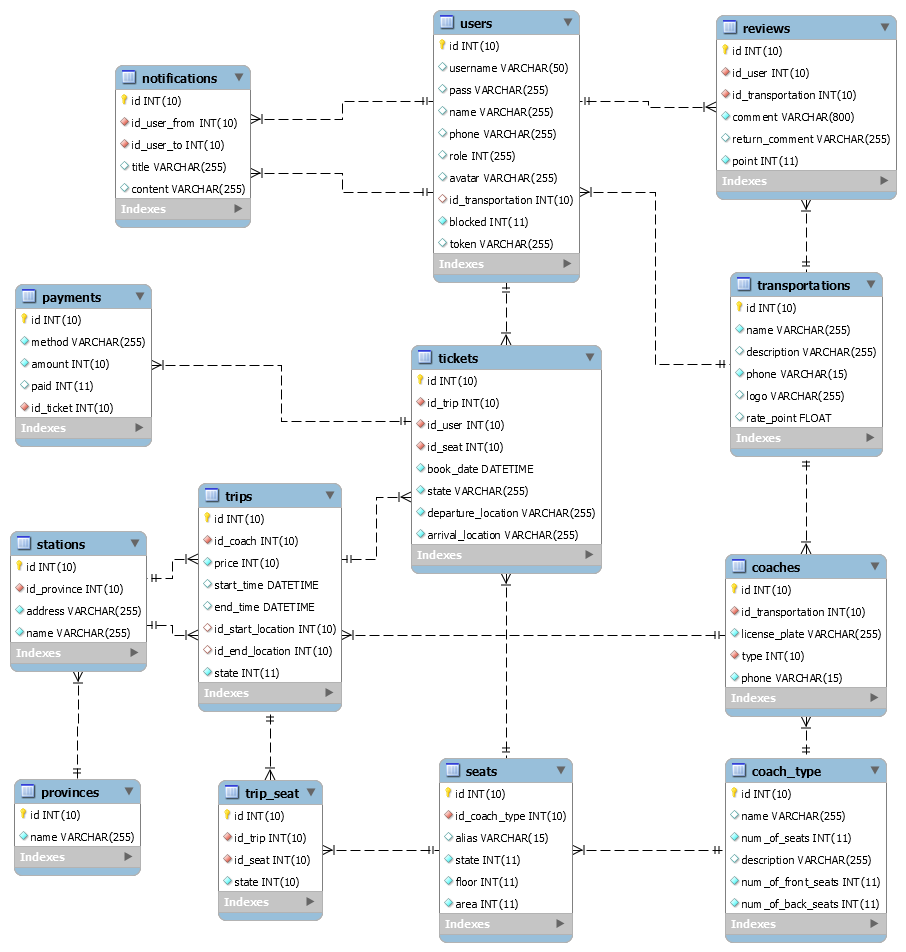 users
id INT(10)
username VARCHAR(50)
pass VARCHAR(255)
name VARCHAR(255)
phone VARCHAR(255)
role INT(255)
avatar VARCHAR(255)
id_transportation INT(10)
blocked INT(11)
token VARCHAR(255)
Indexes
reviews
id INT(10)
id_user INT(10)
id_transportation INT(10)
comment VARCHAR(800)
return_comment VARCHAR(255)
point INT(11)
Indexes
notifications
id INT(10)
id_user_from INT(10)
id_user_to INT(10)
title VARCHAR(255)
content VARCHAR(255)
Indexes
payments
id INT(10)
method VARCHAR(255)
amount INT(10)
paid INT(11)
id_ticket INT(10)
Indexes
transportations
id INT(10)
name VARCHAR(255)
description VARCHAR(255)
phone VARCHAR(15)
logo VARCHAR(255)
rate_point FLOAT
Indexes
tickets
id INT(10)
id_trip INT(10)
id_user INT(10)
id_seat INT(10)
book_date DATETIME
state VARCHAR(255)
departure_location VARCHAR(255)
arrival_location VARCHAR(255)
Indexes
trips
id INT(10)
id_coach INT(10)
price INT(10)
start_time DATETIME
end_time DATETIME
id_start_location INT(10)
id_end_location INT(10)
state INT(11)
Indexes
stations
id INT(10)
id_province INT(10)
address VARCHAR(255)
name VARCHAR(255)
Indexes
coaches
id INT(10)
id_transportation INT(10)
license_plate VARCHAR(255)
type INT(10)
phone VARCHAR(15)
Indexes
provinces
id INT(10)
name VARCHAR(255)
Indexes
trip_seat
id INT(10)
id_trip INT(10)
id_seat INT(10)
state INT(10)
Indexes
seats
id INT(10)
id_coach_type INT(10)
alias VARCHAR(15)
state INT(11)
floor INT(11)
area INT(11)
Indexes
coach_type
id INT(10)
name VARCHAR(255)
num_of_seats INT(11)
description VARCHAR(255)
num_of_front_seats INT(11)
num_of_back_seats INT(11)
Indexes